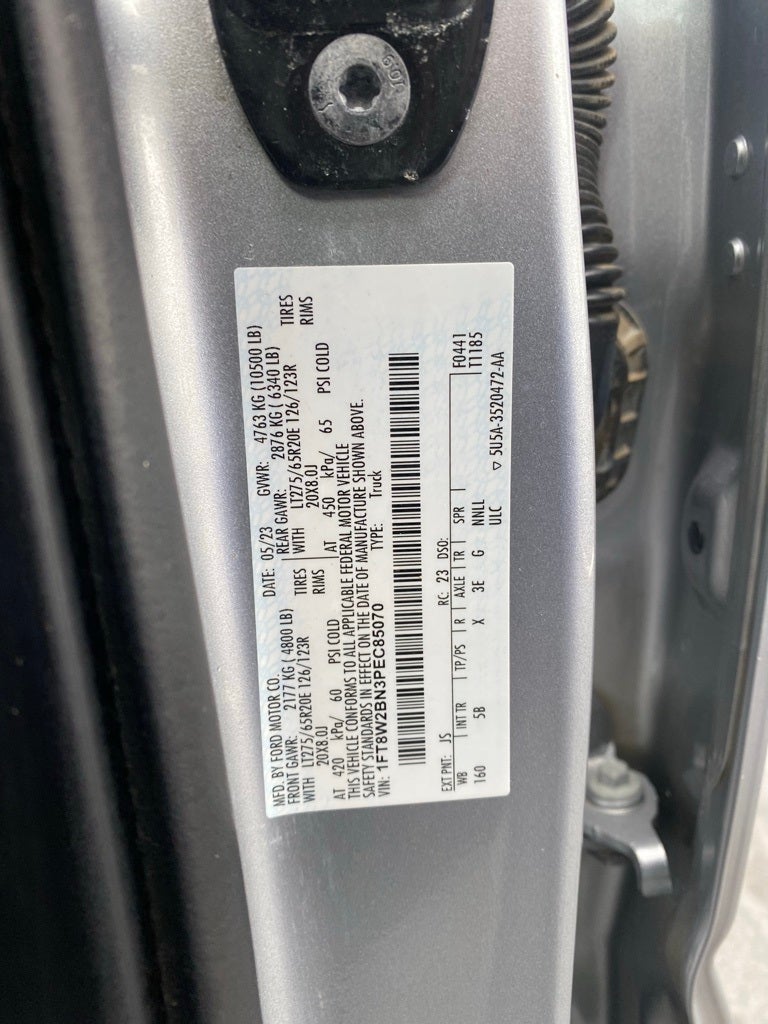 MFD. BY FORD MOTOR CO.
DATE: 05/23 GVWR: 4763 KG (10500 LB)
FRONT GAWR: 2177 KG ( 4800 LB) REAR GAWR: 2876 KG ( 6340 LB)
WITH LT275/65R20E 126/123R TIRES WITH LT275/65R20E 126/123R TIRES
20X8.0J RIMS 20X8.0J RIMS
AT 420 kPa/ 60 PSI COLD AT 450 kPa/ 65 PSI COLD
THIS VEHICLE CONFORMS TO ALL APPLICABLE FEDERAL MOTOR VEHICLE
SAFETY STANDARDS IN EFFECT ON THE DATE OF MANUFACTURE SHOWN ABOVE.
VIN: 1FT8W2BN3PEC85070 TYPE: Truck
EXT PNT: JS RC: 23 DSO: F0441
WB INT TR TP/PS R AXLE TR SPR T1185
160 5B X 3E G NNLL
ULC
▽ 5U5A-3520472-AA